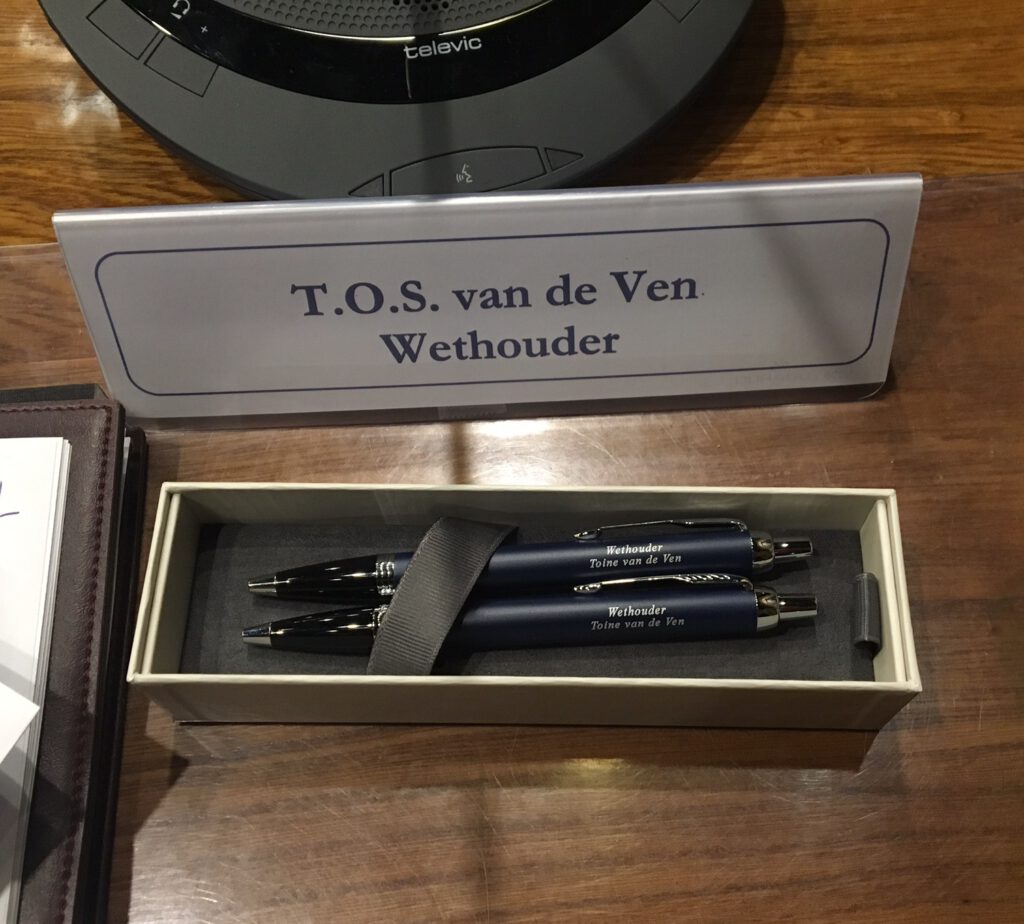 televic
T.O.S. van de Ven
Wethouder
Wethouder
Toine van de Ven
Wethouder
Toine van de Ven